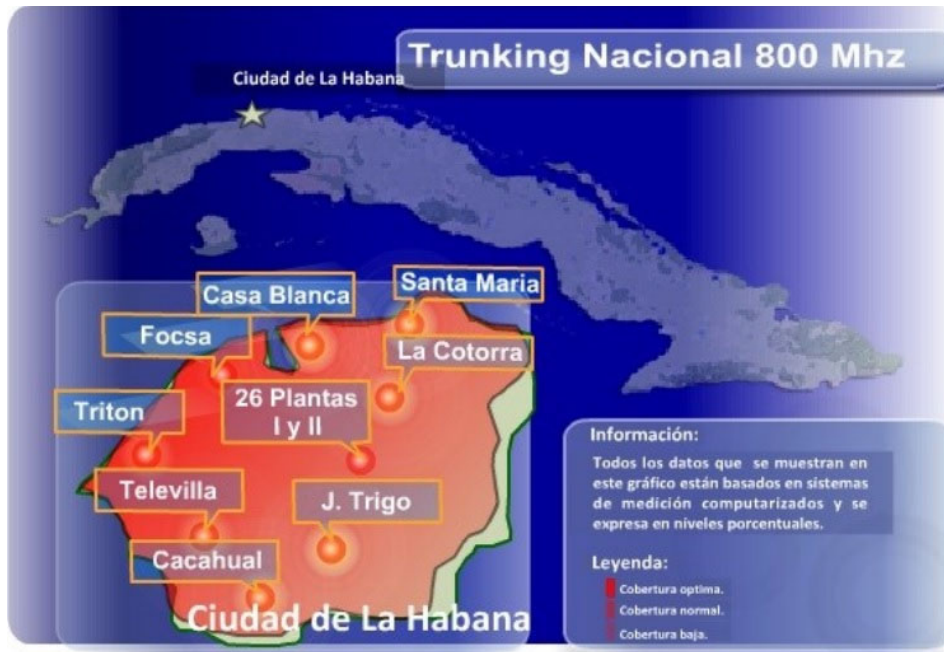 Trunking Nacional 800 Mhz
Ciudad de La Habana
Casa Blanca
Santa Maria
Focsa
La Cotorra
26 Plantas
I y II
Triton
Televilla
J. Trigo
Cacahual
Ciudad de La Habana
Información:
Todos los datos que se muestran en
este gráfico están basados en sistemas
de medición computarizados y se
expresa en niveles porcentuales.
Leyenda:
Cobertura optima.
Cobertura normal.
Cobertura baja.